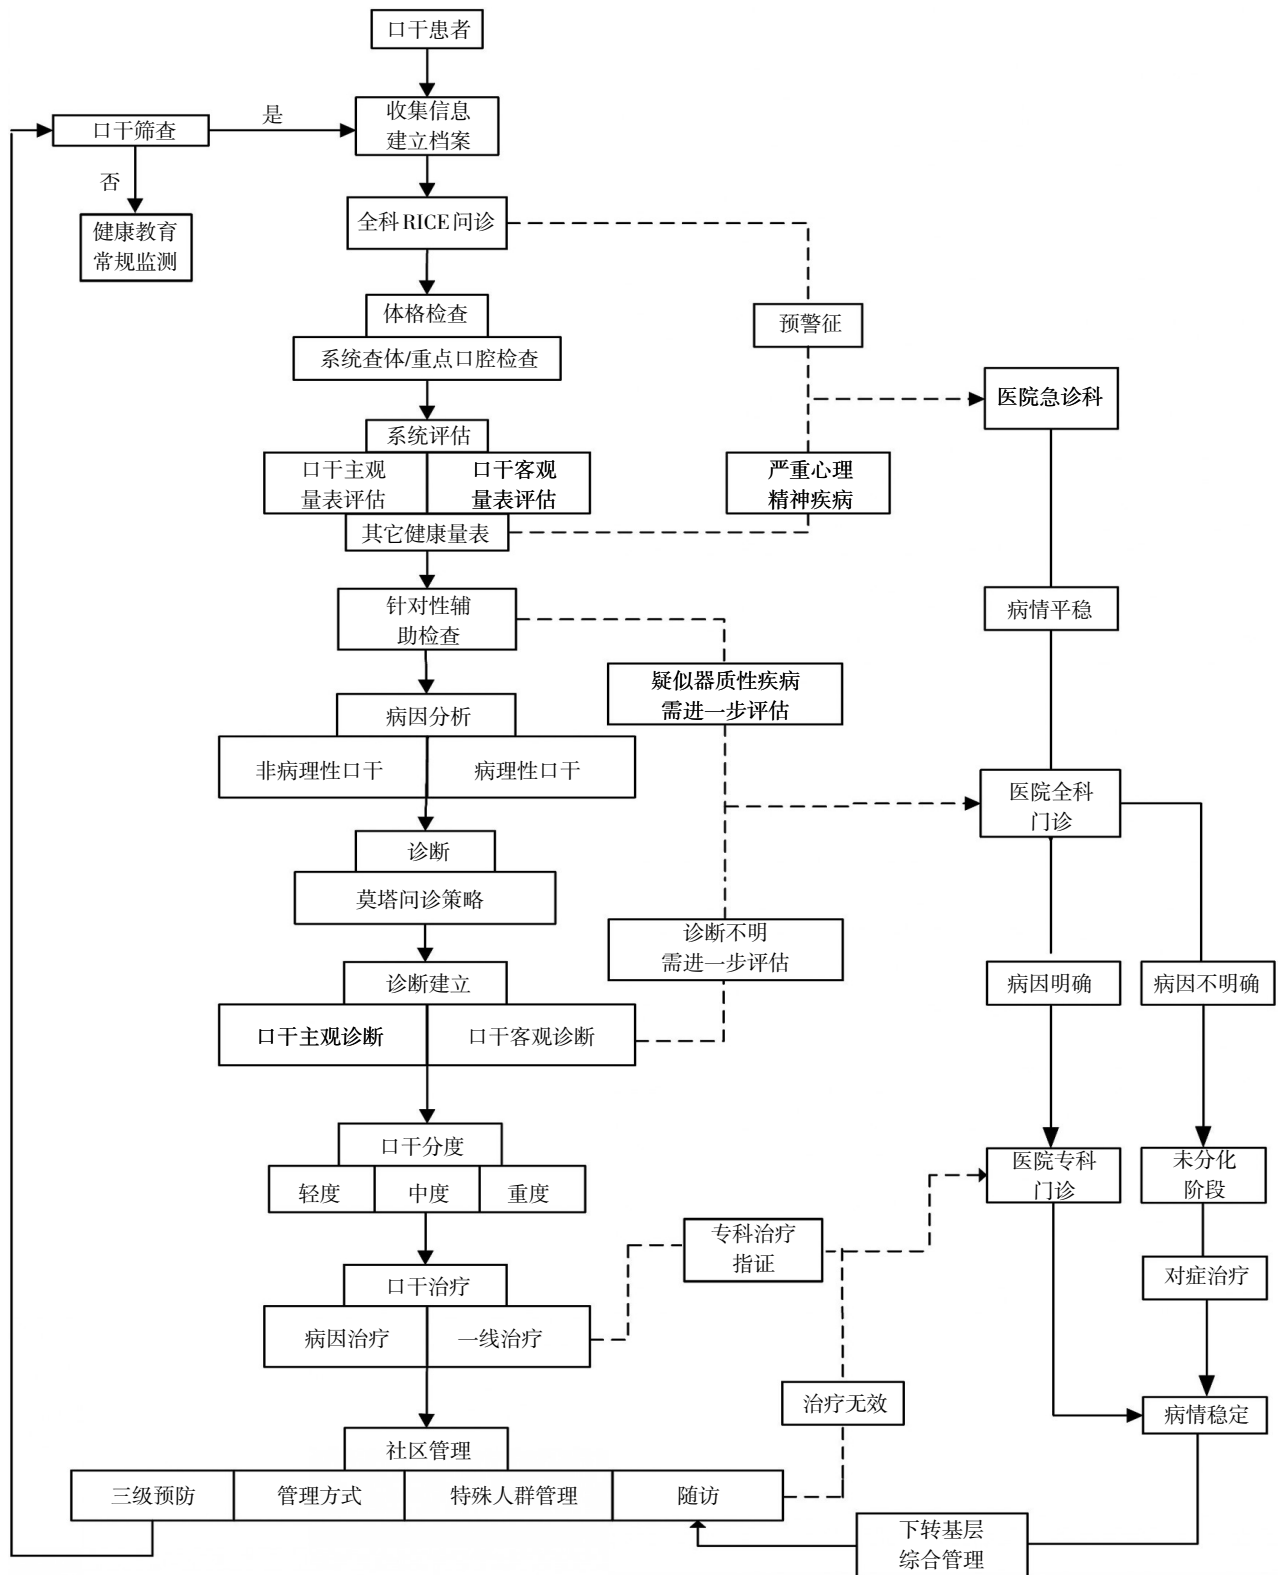 口干患者
收集信息
建立档案
口干筛查
是
否
健康教育
常规监测
全科RICE问诊
体格检查
系统查体/重点口腔检查
预警征
医院急诊科
系统评估
口干主观
量表评估
口干客观
量表评估
其它健康量表
严重心理
精神疾病
针对性辅
助检查
病情平稳
疑似器质性疾病
需进一步评估
病因分析
非病理性口干
病理性口干
医院全科
门诊
诊断
莫塔问诊策略
诊断不明
需进一步评估
诊断建立
口干主观诊断
口干客观诊断
病因明确
病因不明确
口干分度
轻度
中度
重度
医院专科
门诊
未分化
阶段
专科治疗
指证
对症治疗
口干治疗
病因治疗
一线治疗
治疗无效
病情稳定
社区管理
三级预防
管理方式
特殊人群管理
随访
下转基层
综合管理